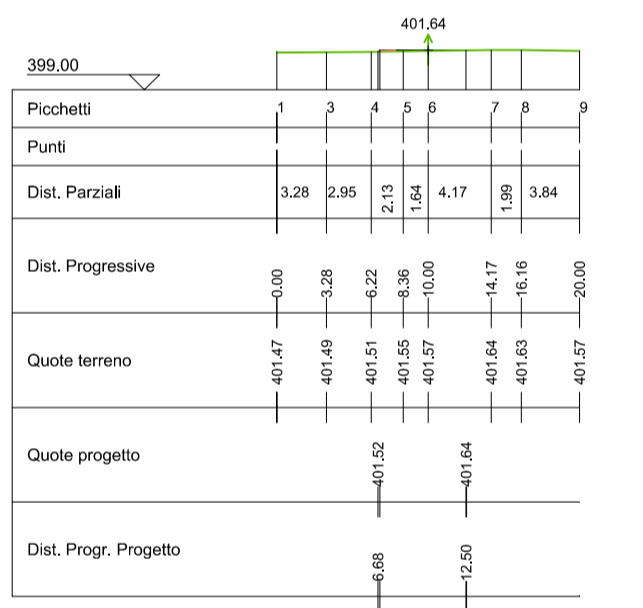 401.64
399.00
Picchetti 1 3 4 5 6 7 8 9
Punti
Dist. Parziali 3.28 2.95 2.13 1.64 4.17 1.99 3.84
Dist. Progressive 0.00 3.28 6.22 8.36 10.00 14.17 16.16 20.00
Quote terreno 401.47 401.49 401.51 401.55 401.57 401.64 401.63 401.57
Quote progetto 401.52 401.64
Dist. Progr. Progetto 6.68 12.50